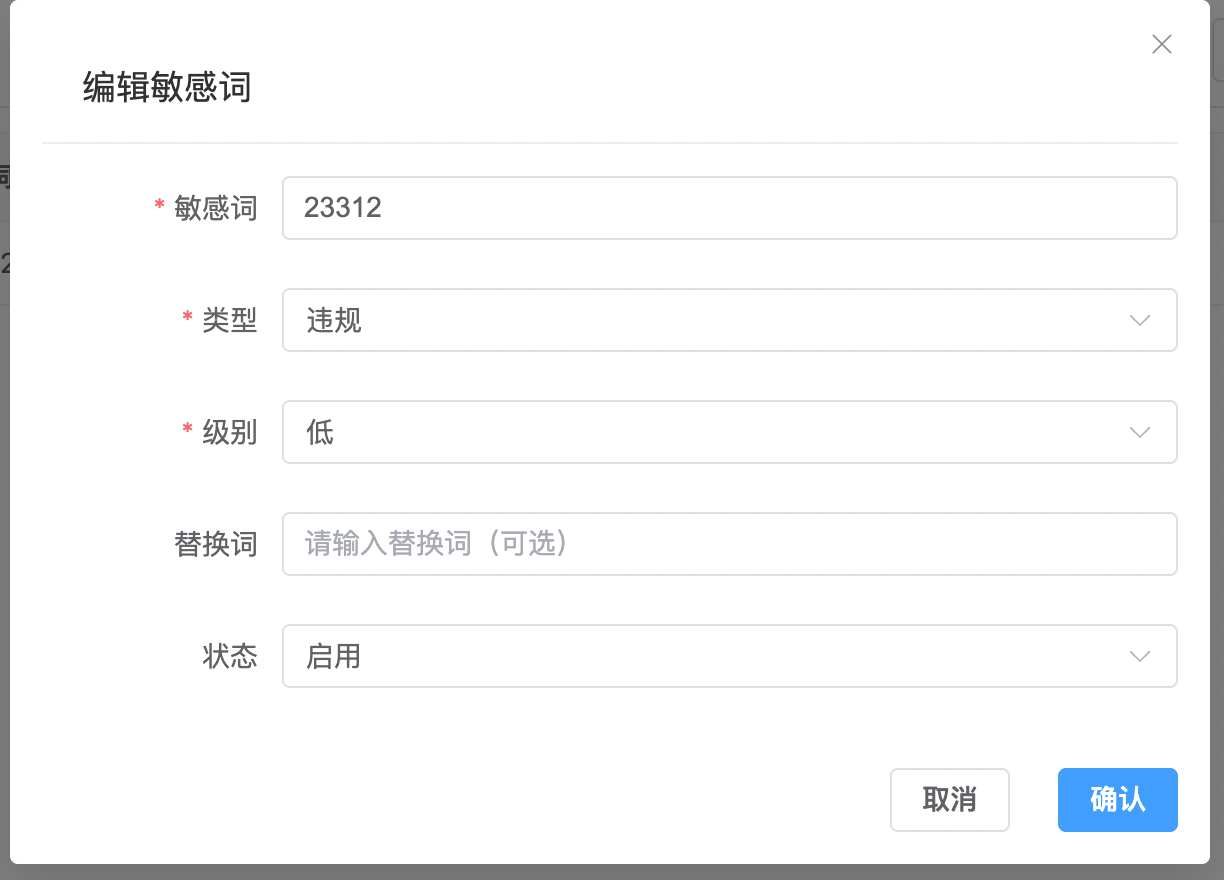 编辑敏感词
* 敏感词 23312
* 类型 违规
* 级别 低
替换词 请输入替换词（可选）
状态 启用
取消 确认